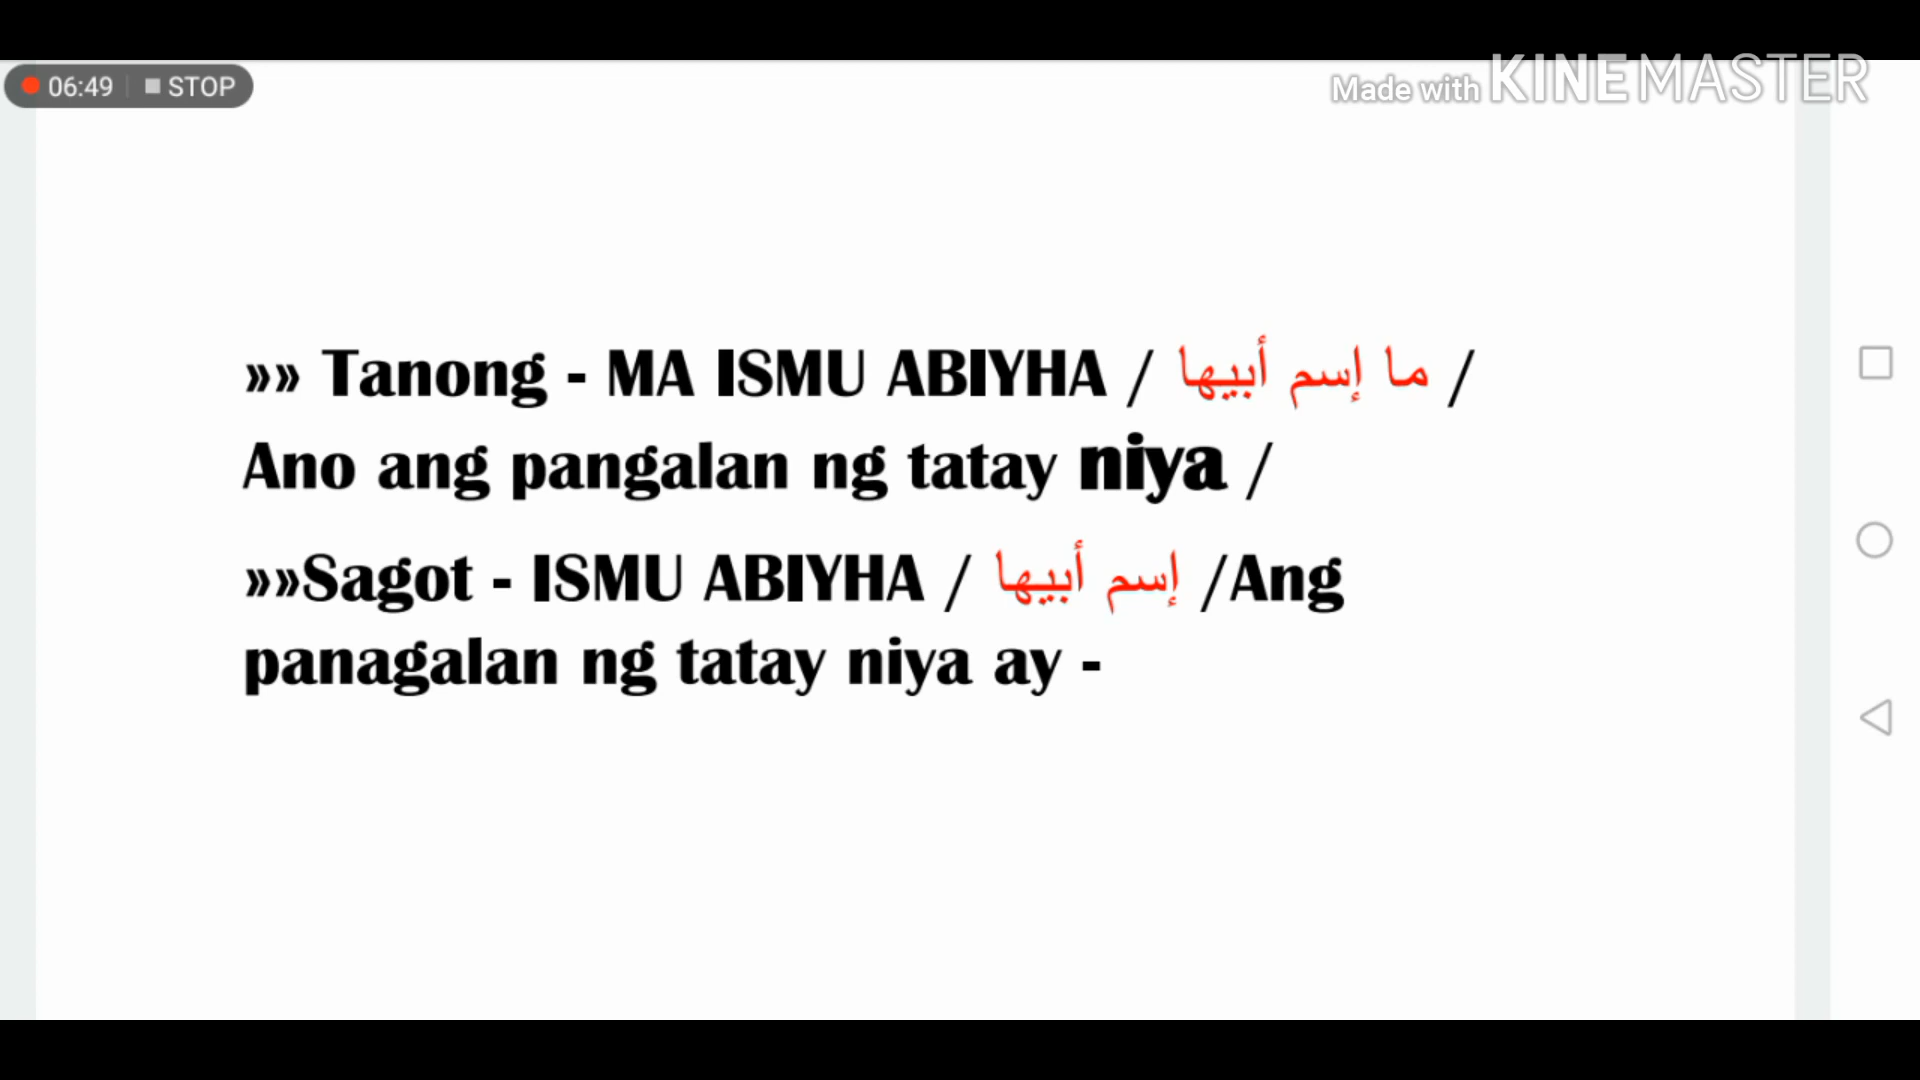 06:49 STOP
Made with KINEMASTER
»» Tanong - MA ISMU ABIYHA / ما إسم أبيها /
Ano ang pangalan ng tatay niya /
»»Sagot - ISMU ABIYHA / إسم أبيها /Ang
panagalan ng tatay niya ay -